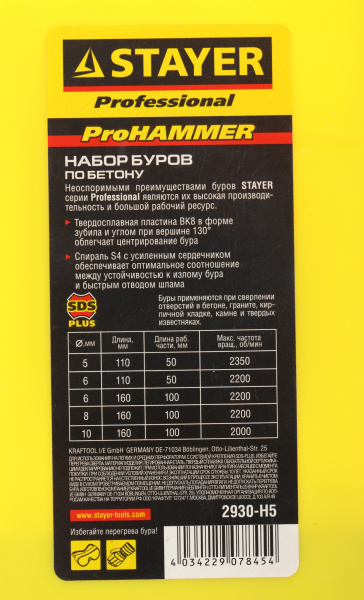 STAYER
Professional
ProHAMMER
НАБОР БУРОВ
ПО БЕТОНУ
Неоспоримыми преимуществами буров STAYER
серии Professional являются их высокая производи-
тельность и большой рабочий ресурс.
▸ Твердосплавная пластина ВК8 в форме
зубила и углом при вершине 130°
облегчает центрирование бура
▸ Спираль S4 с усиленным сердечником
обеспечивает оптимальное соотношение
между устойчивостью к излому бура
и быстрым отводом шлама
SDS
PLUS
Буры применяются при сверлении
отверстий в бетоне, граните, кир-
пичной кладке, камне и твердых
известняках.
Ø,мм Длина, мм Длина раб. части, мм Макс. частота вращ., об/мин
5 110 50 2350
6 110 50 2200
6 160 100 2200
8 160 100 2200
10 160 100 2000
KRAFTOOL I/E GmbH GERMANY DE-71034 Böblingen, Otto-Lilienthal-Str. 25
www.stayer-tools.com
2930-H5
Избегайте перегрева бура!
4 034229 078454